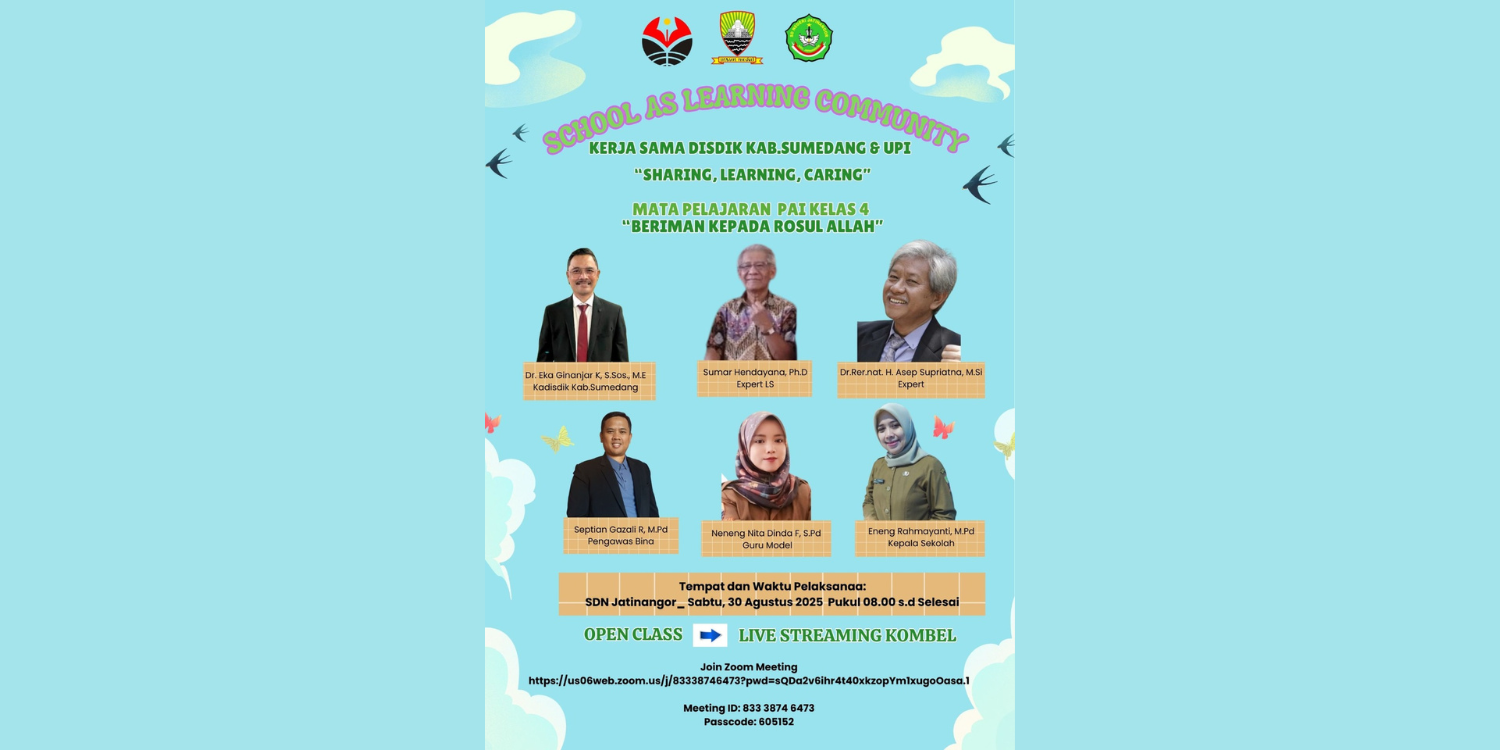 SCHOOL AS LEARNING COMMUNITY
KERJA SAMA DISDIK KAB.SUMEDANG & UPI
“SHARING, LEARNING, CARING”
MATA PELAJARAN PAI KELAS 4
“BERIMAN KEPADA ROSUL ALLAH”
Dr. Eka Ginanjar K, S.Sos., M.E
Kadisdik Kab.Sumedang
Sumar Hendayana, Ph.D
Expert LS
Dr.Rer.nat. H. Asep Supriatna, M.Si
Expert
Septian Gazali R, M.Pd
Pengawas Bina
Neneng Nita Dinda F, S.Pd
Guru Model
Eneng Rahmayanti, M.Pd
Kepala Sekolah
Tempat dan Waktu Pelaksanaa:
SDN Jatinangor_ Sabtu, 30 Agustus 2025 Pukul 08.00 s.d Selesai
OPEN CLASS
LIVE STREAMING KOMBEL
Join Zoom Meeting
https://us06web.zoom.us/j/83338746473?pwd=sQDa2v6ihr4t40xkzopYm1xugoOasa.1
Meeting ID: 833 3874 6473
Passcode: 605152